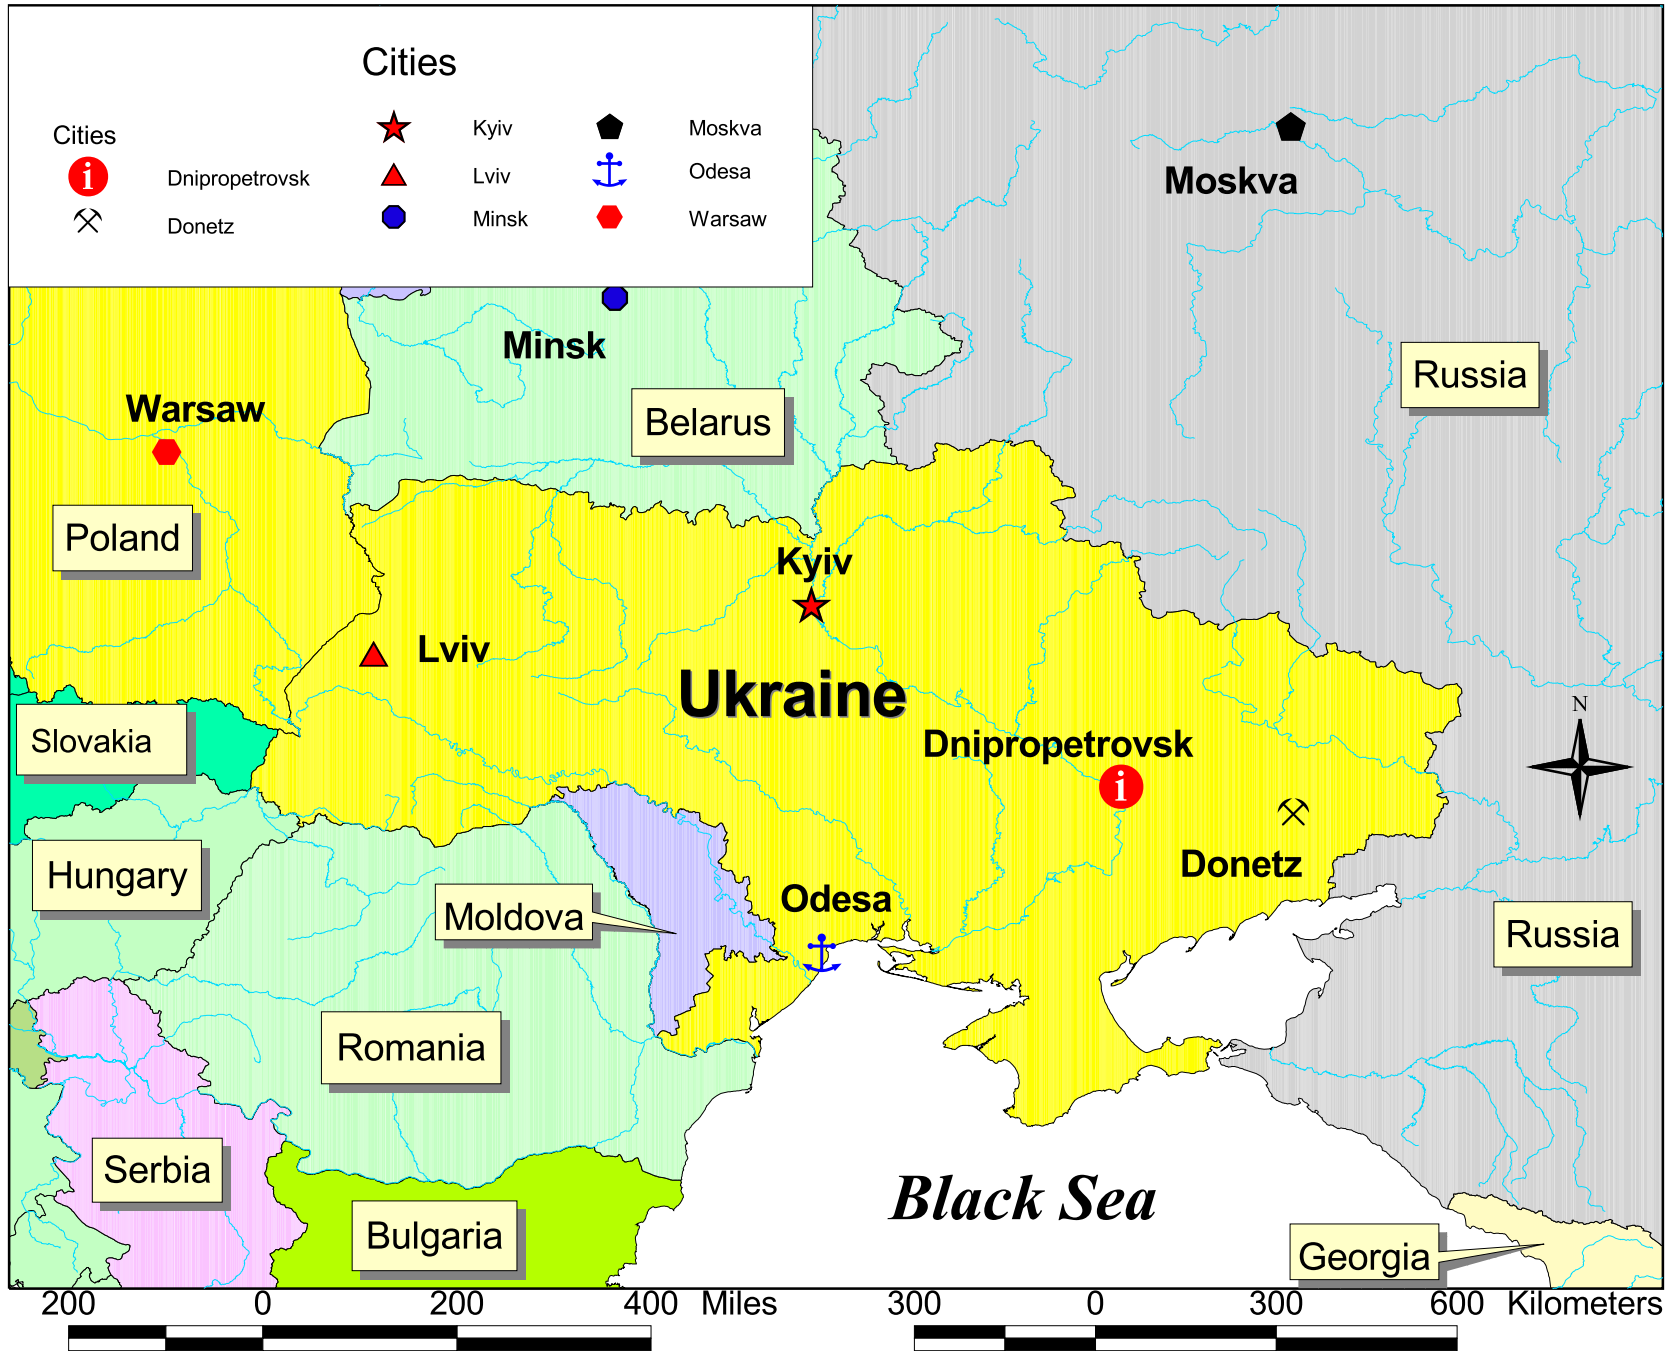 Cities
Cities
Kyiv
Moskva
i
Dnipropetrovsk
Lviv
Odesa
Donetz
Minsk
Warsaw
Moskva
Minsk
Russia
Warsaw
Belarus
Poland
Kyiv
Lviv
Ukraine
N
Slovakia
Dnipropetrovsk
i
Hungary
Donetz
Odesa
Moldova
Russia
Romania
Serbia
Black Sea
Bulgaria
Georgia
200 0 200 400 Miles 300 0 300 600 Kilometers